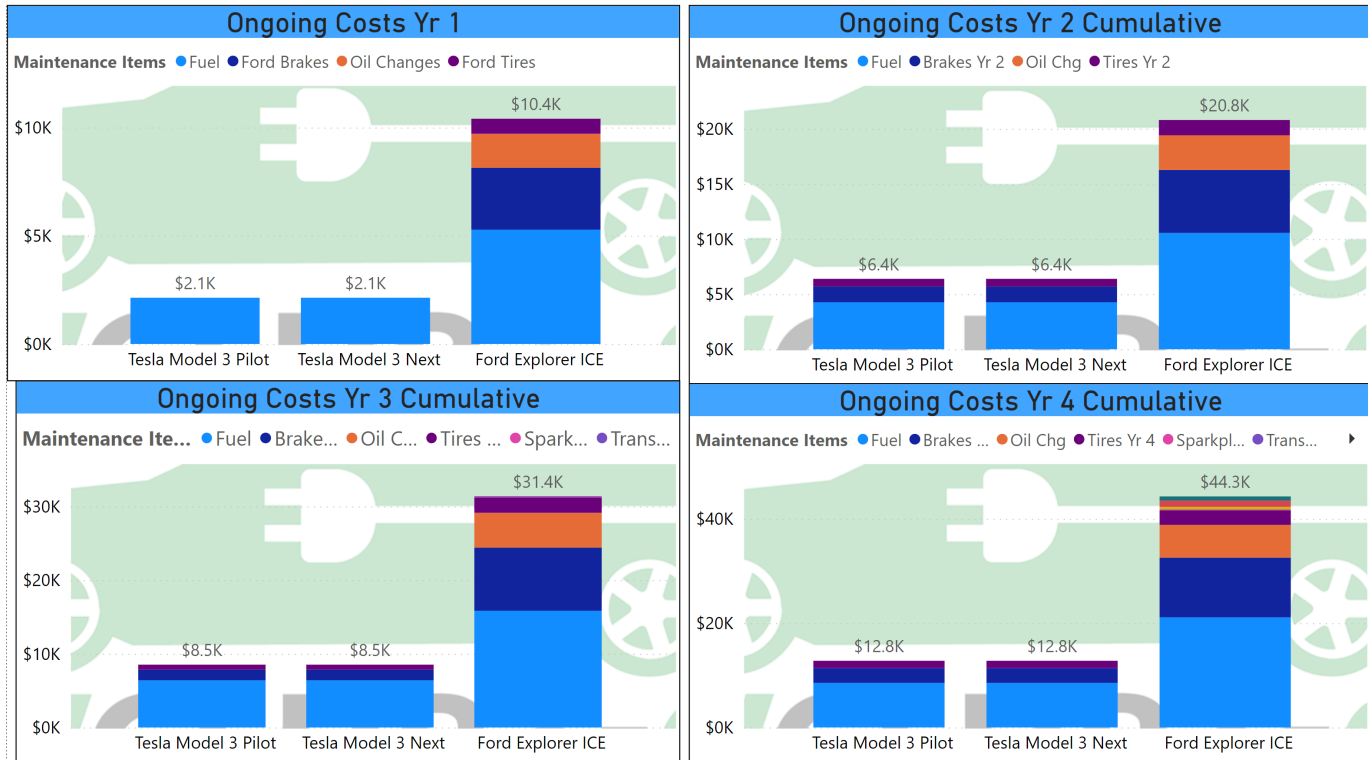 Ongoing Costs Yr 1
Maintenance Items Fuel Ford Brakes Oil Changes Ford Tires
$10K
$5K
$0K
$10.4K
$2.1K
$2.1K
Tesla Model 3 Pilot Tesla Model 3 Next Ford Explorer ICE
Ongoing Costs Yr 2 Cumulative
Maintenance Items Fuel Brakes Yr 2 Oil Chg Tires Yr 2
$20K
$15K
$10K
$5K
$0K
$20.8K
$6.4K
$6.4K
Tesla Model 3 Pilot Tesla Model 3 Next Ford Explorer ICE
Ongoing Costs Yr 3 Cumulative
Maintenance Ite... Fuel Brake... Oil C... Tires ... Spark... Trans...
$30K
$20K
$10K
$0K
$31.4K
$8.5K
$8.5K
Tesla Model 3 Pilot Tesla Model 3 Next Ford Explorer ICE
Ongoing Costs Yr 4 Cumulative
Maintenance Items Fuel Brakes ... Oil Chg Tires Yr 4 Sparkpl... Trans...
$40K
$20K
$0K
$44.3K
$12.8K
$12.8K
Tesla Model 3 Pilot Tesla Model 3 Next Ford Explorer ICE